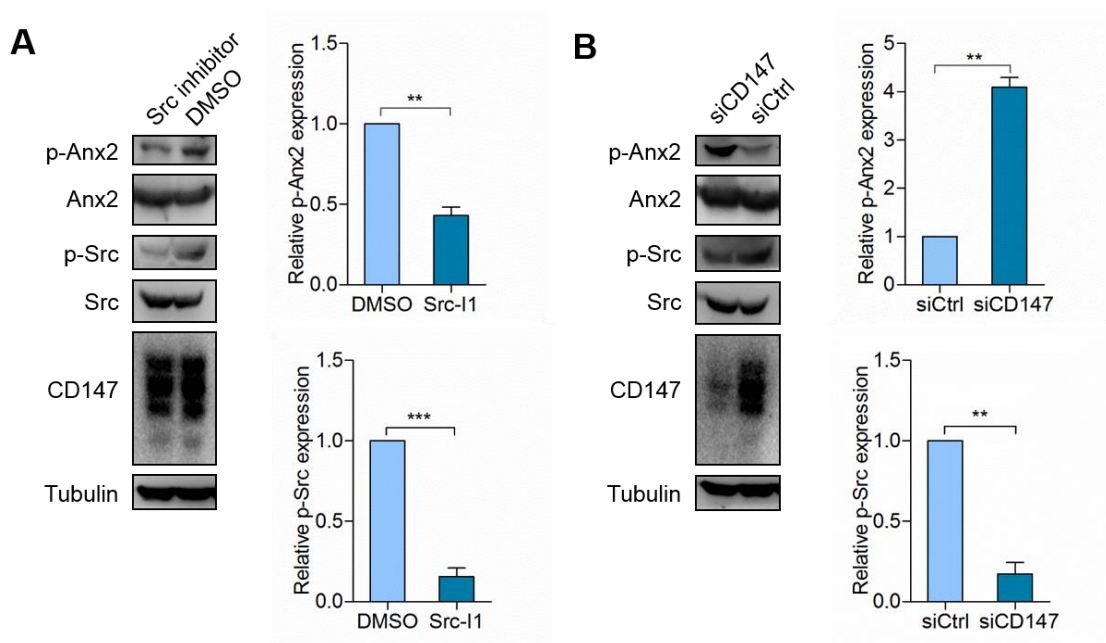 A
Src inhibitor
DMSO
p-Anx2
Anx2
p-Src
Src
CD147
Tubulin
Relative p-Anx2 expression
1.5
1.0
0.5
0.0
**
DMSO Src-I1
Relative p-Src expression
1.5
1.0
0.5
0.0
***
DMSO Src-I1
B
siCD147
siCtrl
p-Anx2
Anx2
p-Src
Src
CD147
Tubulin
Relative p-Anx2 expression
5
4
3
2
1
0
**
siCtrl siCD147
Relative p-Src expression
1.5
1.0
0.5
0.0
**
siCtrl siCD147